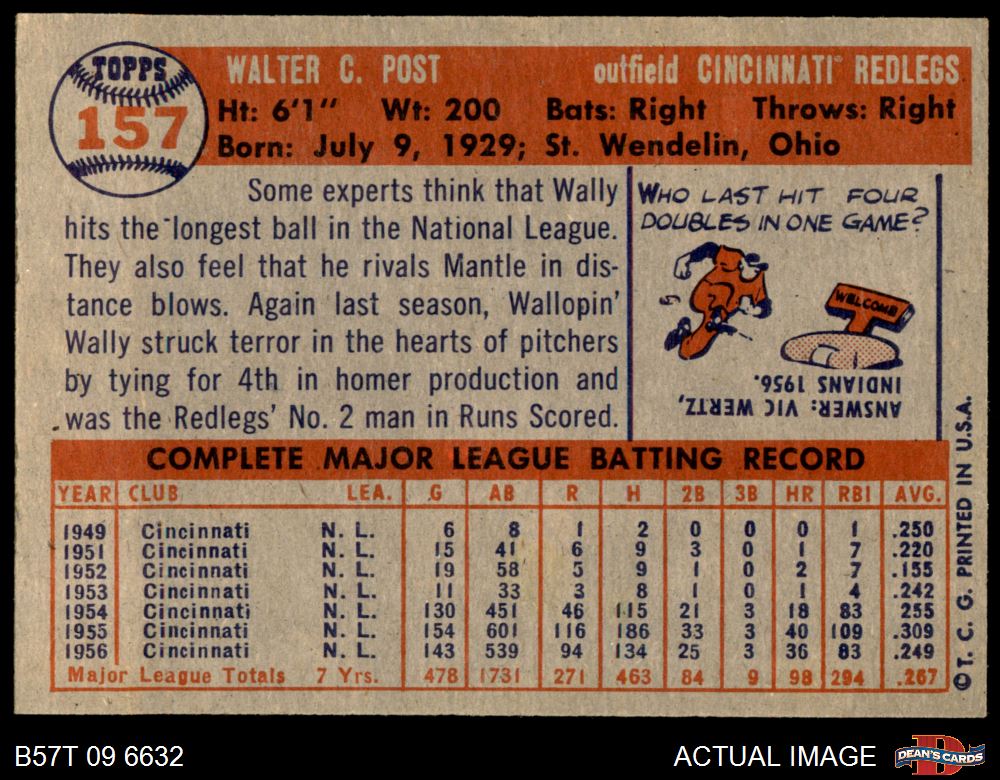 TOPPS
157
WALTER C. POST outfield CINCINNATI REDLEGS
Ht: 6'1" Wt: 200 Bats: Right Throws: Right
Born: July 9, 1929; St. Wendelin, Ohio
Some experts think that Wally
hits the longest ball in the National League.
They also feel that he rivals Mantle in dis-
tance blows. Again last season, Wallopin'
Wally struck terror in the hearts of pitchers
by tying for 4th in homer production and
was the Redlegs' No. 2 man in Runs Scored.
WHO LAST HIT FOUR
DOUBLES IN ONE GAME?
WELCOME
ANSWER: VIC WERTZ,
INDIANS 1956.
COMPLETE MAJOR LEAGUE BATTING RECORD
YEAR CLUB LEA. G AB R H 2B 3B HR RBI AVG.
1949 Cincinnati N. L. 6 8 1 2 0 0 0 1 .250
1951 Cincinnati N. L. 15 41 6 9 3 0 1 7 .220
1952 Cincinnati N. L. 19 58 5 9 1 0 2 7 .155
1953 Cincinnati N. L. 11 33 3 8 1 0 1 4 .242
1954 Cincinnati N. L. 130 451 46 115 21 3 18 83 255
1955 Cincinnati N. L. 154 601 116 186 33 3 40 109 .309
1956 Cincinnati N. L. 143 539 94 134 25 3 36 83 .249
Major League Totals 7 Yrs. 478 1731 271 463 84 9 98 294 .267
©T. C. G. PRINTED IN U.S.A.
B57T 09 6632
ACTUAL IMAGE
D
DEAN'S CARDS